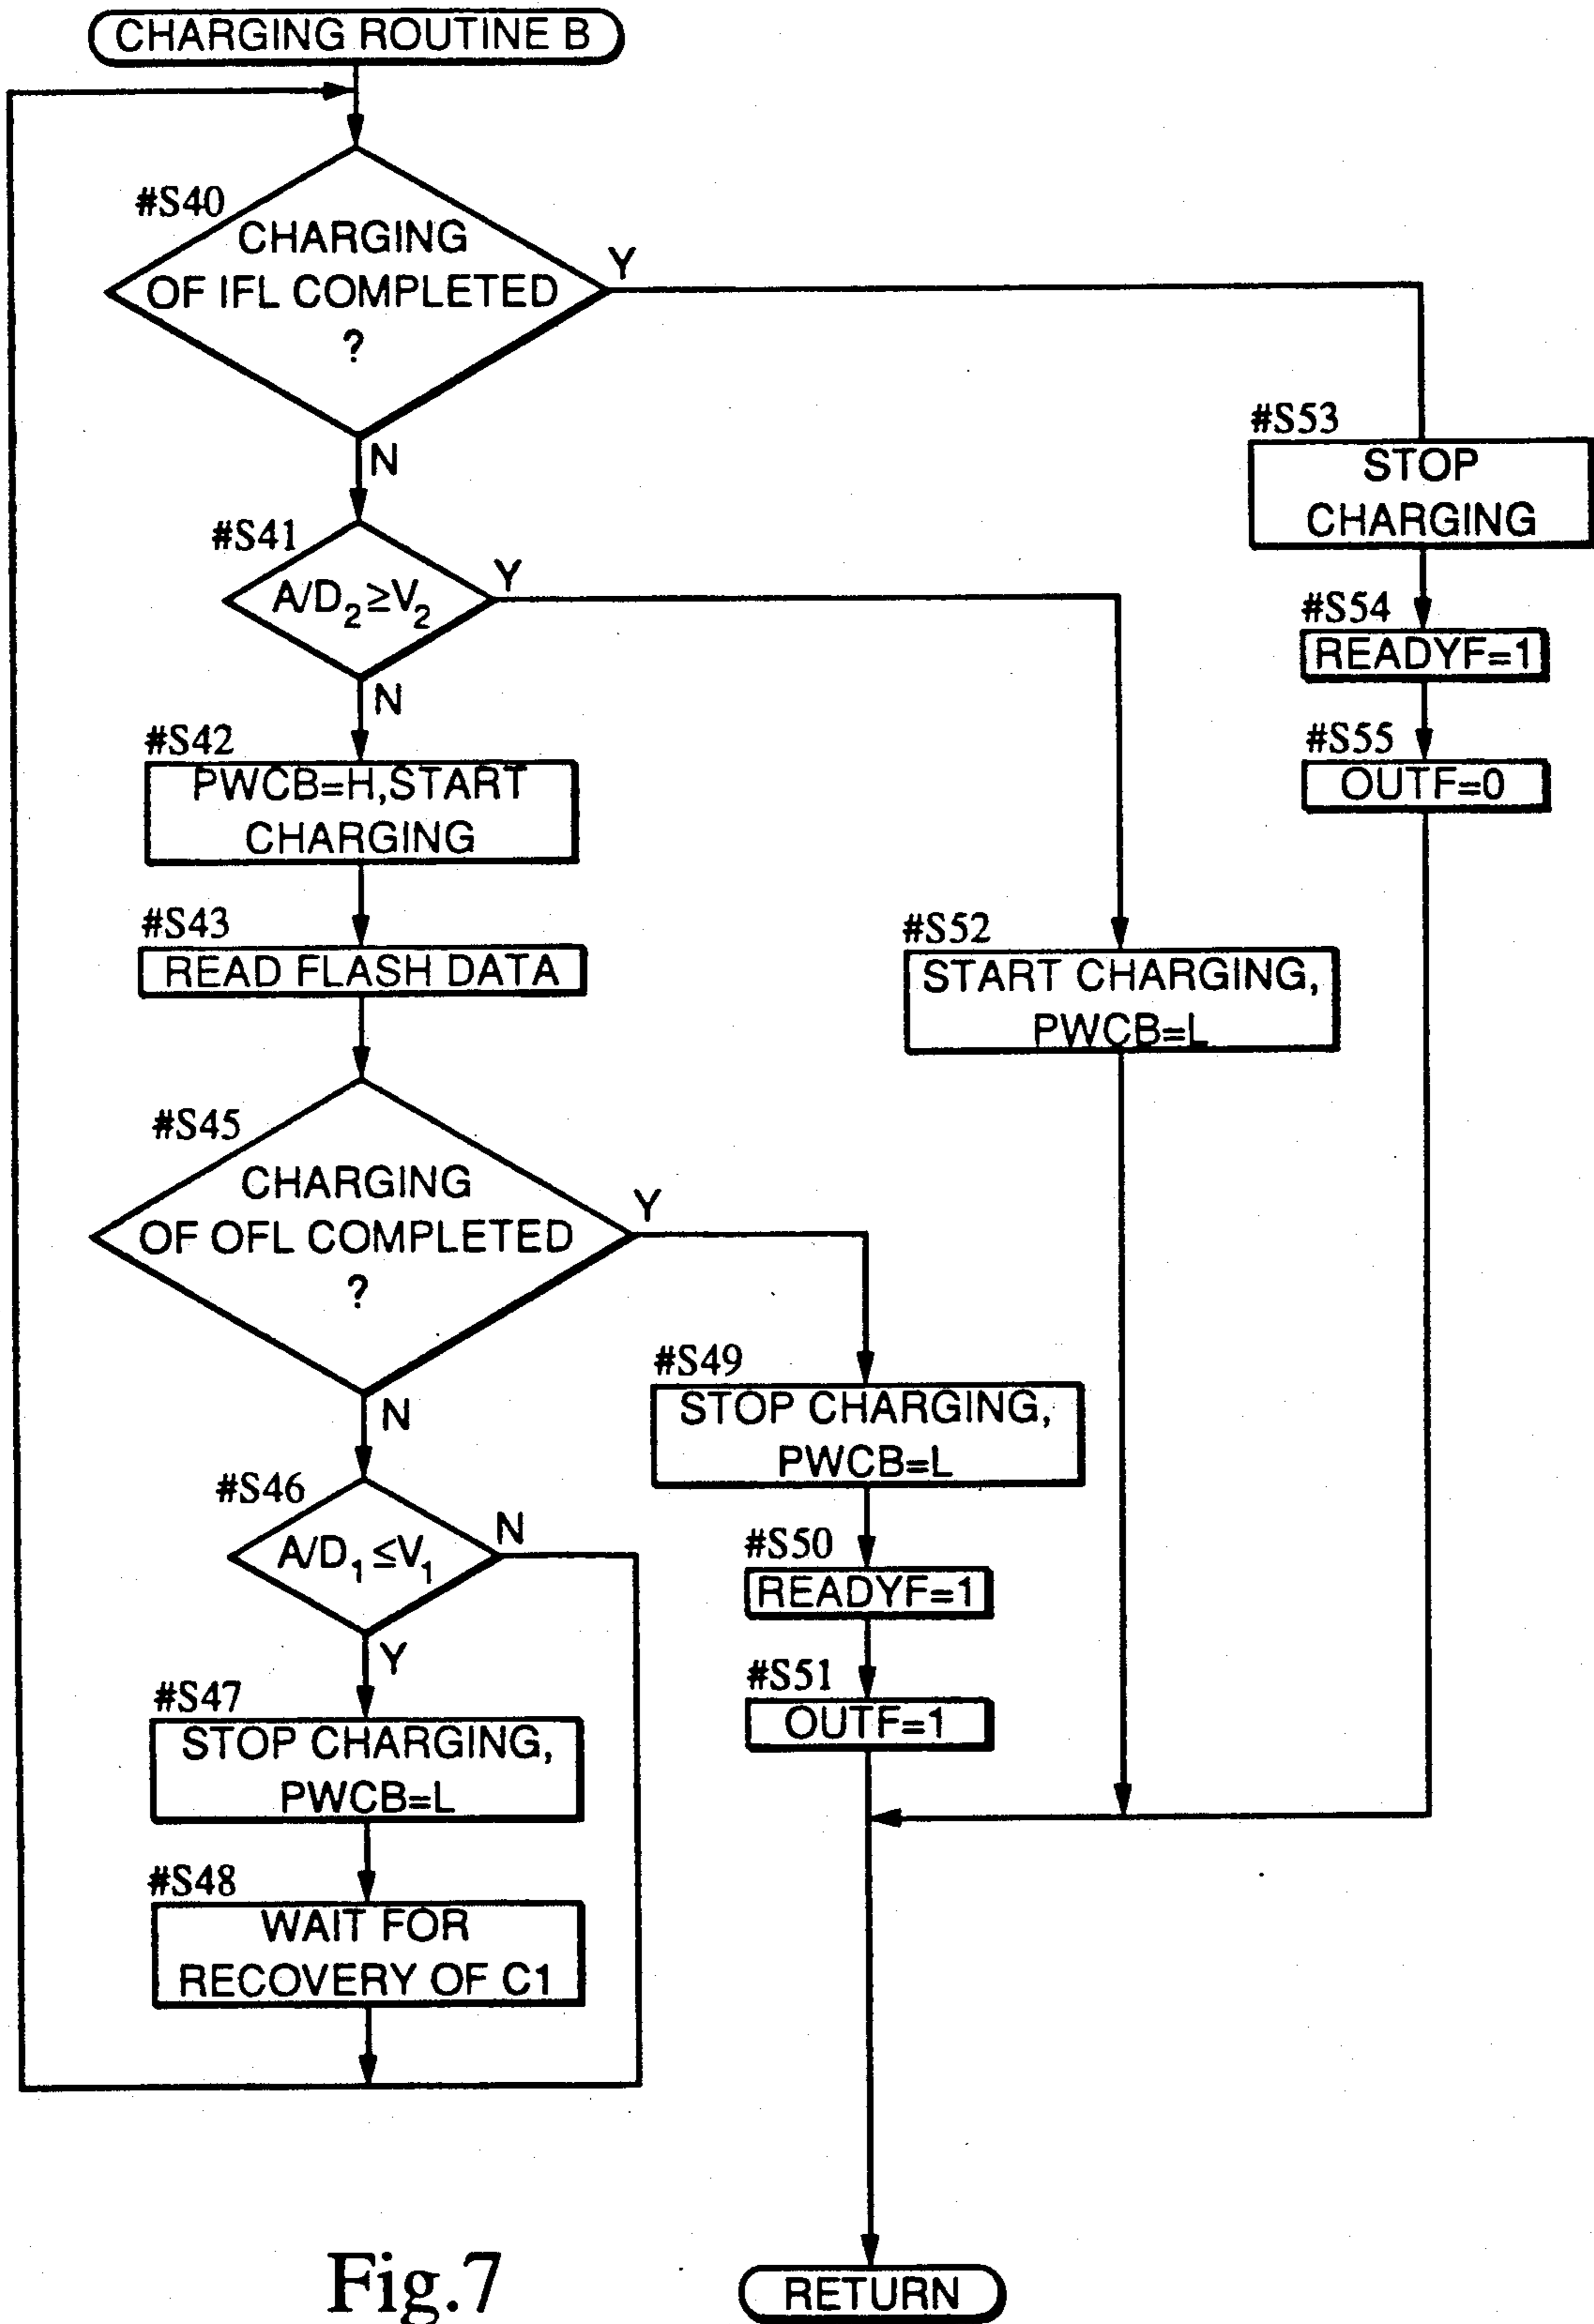 CHARGING ROUTINE B
#S40
CHARGING
OF IFL COMPLETED
?
Y
N
#S41
A/D₂≥V₂
Y
N
#S42
PWCB=H,START
CHARGING
#S43
READ FLASH DATA
#S45
CHARGING
OF OFL COMPLETED
?
Y
N
#S46
A/D₁≤V₁
N
Y
#S47
STOP CHARGING,
PWCB=L
#S48
WAIT FOR
RECOVERY OF C1
#S49
STOP CHARGING,
PWCB=L
#S50
READYF=1
#S51
OUTF=1
#S52
START CHARGING,
PWCB=L
#S53
STOP
CHARGING
#S54
READYF=1
#S55
OUTF=0
RETURN
Fig.7